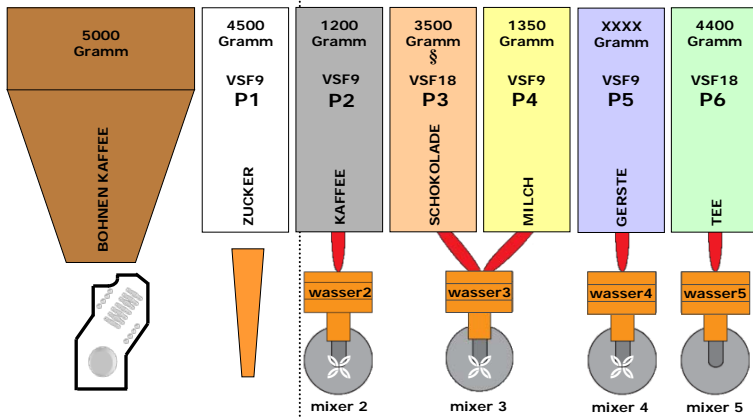 5000
Gramm
BOHNEN KAFFEE
4500
Gramm
VSF9
P1
ZUCKER
1200
Gramm
VSF9
P2
KAFFEE
3500
Gramm
§
VSF18
P3
SCHOKOLADE
1350
Gramm
VSF9
P4
MILCH
XXXX
Gramm
VSF9
P5
GERSTE
4400
Gramm
VSF18
P6
TEE
wasser2
wasser3
wasser4
wasser5
mixer 2
mixer 3
mixer 4
mixer 5